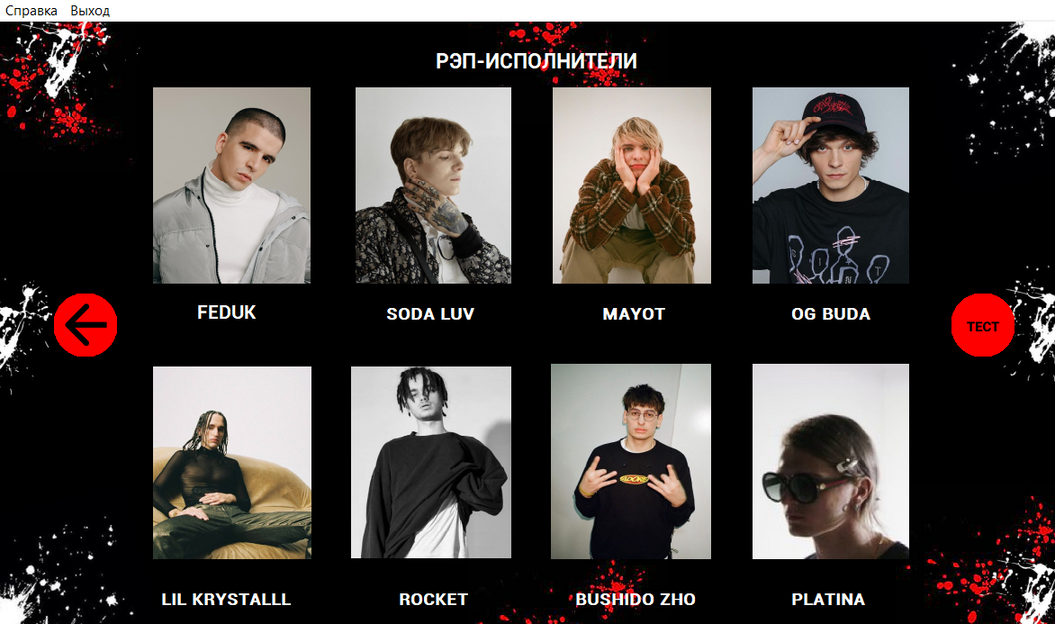 Справка Выход
РЭП-ИСПОЛНИТЕЛИ
FEDUK SODA LUV MAYOT OG BUDA
ТЕСТ
LIL KRYSTALLL ROCKET BUSHIDO ZHO PLATINA